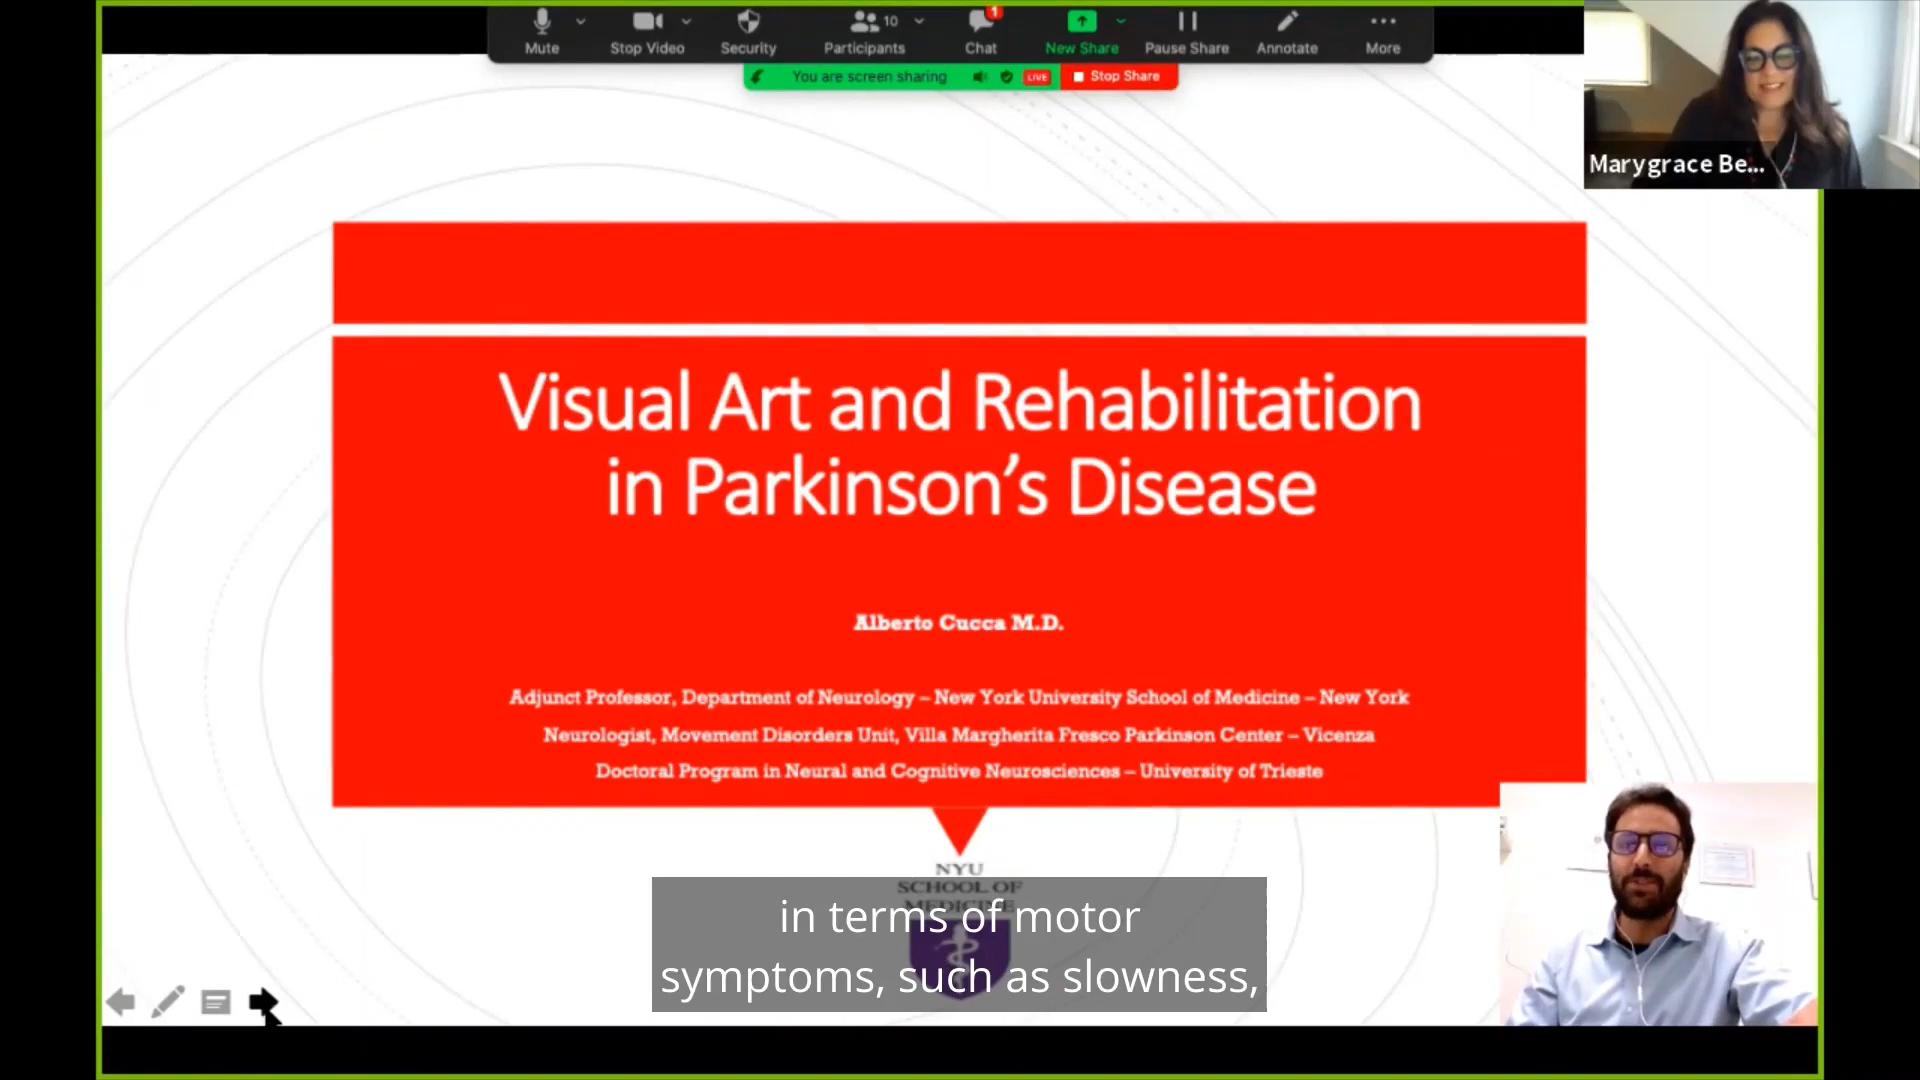 Mute
Stop Video
Security
10
Participants
1
Chat
New Share
Pause Share
Annotate
More
You are screen sharing
LIVE
Stop Share
Marygrace Be...
Visual Art and Rehabilitation
in Parkinson’s Disease
Alberto Cucca M.D.
Adjunct Professor, Department of Neurology – New York University School of Medicine – New York
Neurologist, Movement Disorders Unit, Villa Margherita Fresco Parkinson Center – Vicenza
Doctoral Program in Neural and Cognitive Neurosciences – University of Trieste
NYU
SCHOOL OF
MEDICINE
in terms of motor
symptoms, such as slowness,